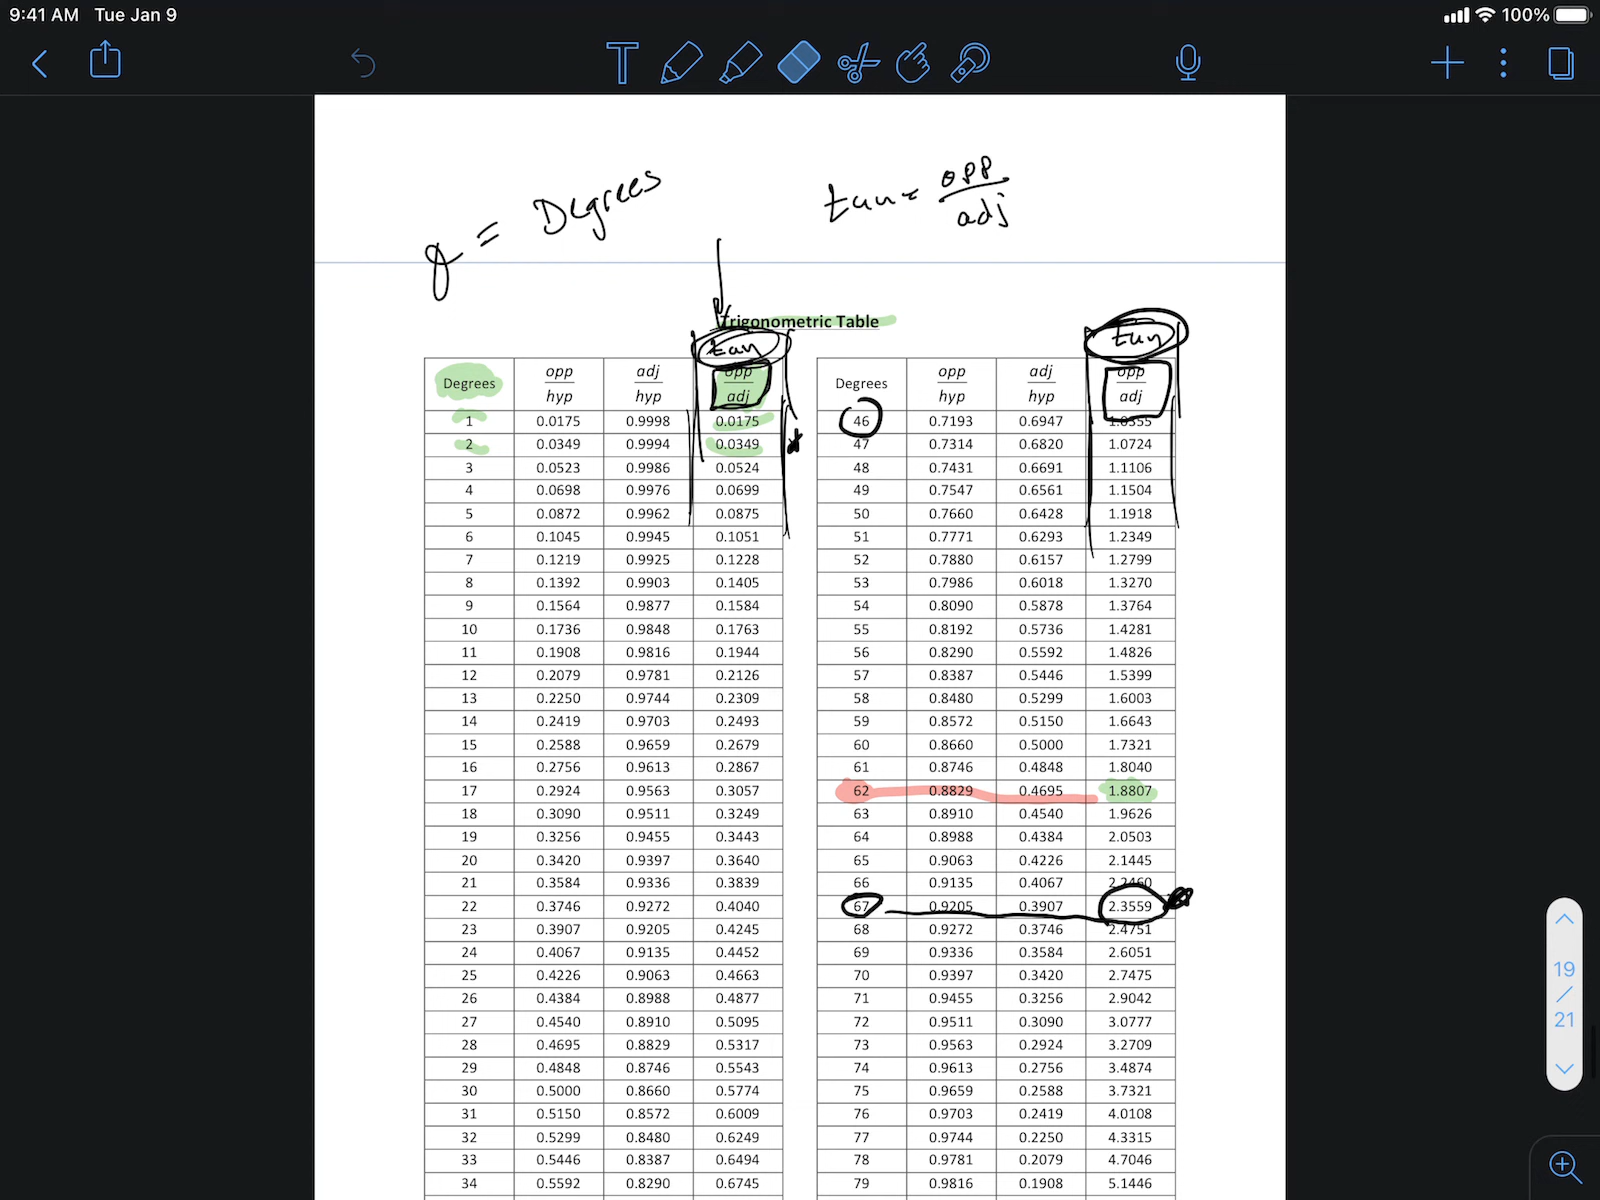 9:41 AM Tue Jan 9 100%
= Degrees
tan = opp
adj
Trigonometric Table
tan tan
Degrees opp adj opp Degrees opp adj opp
hyp hyp adj hyp hyp adj
1 0.0175 0.9998 0.0175 46 0.7193 0.6947 1.0355
2 0.0349 0.9994 0.0349 47 0.7314 0.6820 1.0724
3 0.0523 0.9986 0.0524 48 0.7431 0.6691 1.1106
4 0.0698 0.9976 0.0699 49 0.7547 0.6561 1.1504
5 0.0872 0.9962 0.0875 50 0.7660 0.6428 1.1918
6 0.1045 0.9945 0.1051 51 0.7771 0.6293 1.2349
7 0.1219 0.9925 0.1228 52 0.7880 0.6157 1.2799
8 0.1392 0.9903 0.1405 53 0.7986 0.6018 1.3270
9 0.1564 0.9877 0.1584 54 0.8090 0.5878 1.3764
10 0.1736 0.9848 0.1763 55 0.8192 0.5736 1.4281
11 0.1908 0.9816 0.1944 56 0.8290 0.5592 1.4826
12 0.2079 0.9781 0.2126 57 0.8387 0.5446 1.5399
13 0.2250 0.9744 0.2309 58 0.8480 0.5299 1.6003
14 0.2419 0.9703 0.2493 59 0.8572 0.5150 1.6643
15 0.2588 0.9659 0.2679 60 0.8660 0.5000 1.7321
16 0.2756 0.9613 0.2867 61 0.8746 0.4848 1.8040
17 0.2924 0.9563 0.3057 62 0.8829 0.4695 1.8807
18 0.3090 0.9511 0.3249 63 0.8910 0.4540 1.9626
19 0.3256 0.9455 0.3443 64 0.8988 0.4384 2.0503
20 0.3420 0.9397 0.3640 65 0.9063 0.4226 2.1445
21 0.3584 0.9336 0.3839 66 0.9135 0.4067 2.2460
22 0.3746 0.9272 0.4040 67 0.9205 0.3907 2.3559
23 0.3907 0.9205 0.4245 68 0.9272 0.3746 2.4751
24 0.4067 0.9135 0.4452 69 0.9336 0.3584 2.6051
25 0.4226 0.9063 0.4663 70 0.9397 0.3420 2.7475
26 0.4384 0.8988 0.4877 71 0.9455 0.3256 2.9042
27 0.4540 0.8910 0.5095 72 0.9511 0.3090 3.0777
28 0.4695 0.8829 0.5317 73 0.9563 0.2924 3.2709
29 0.4848 0.8746 0.5543 74 0.9613 0.2756 3.4874
30 0.5000 0.8660 0.5774 75 0.9659 0.2588 3.7321
31 0.5150 0.8572 0.6009 76 0.9703 0.2419 4.0108
32 0.5299 0.8480 0.6249 77 0.9744 0.2250 4.3315
33 0.5446 0.8387 0.6494 78 0.9781 0.2079 4.7046
34 0.5592 0.8290 0.6745 79 0.9816 0.1908 5.1446
19
/
21